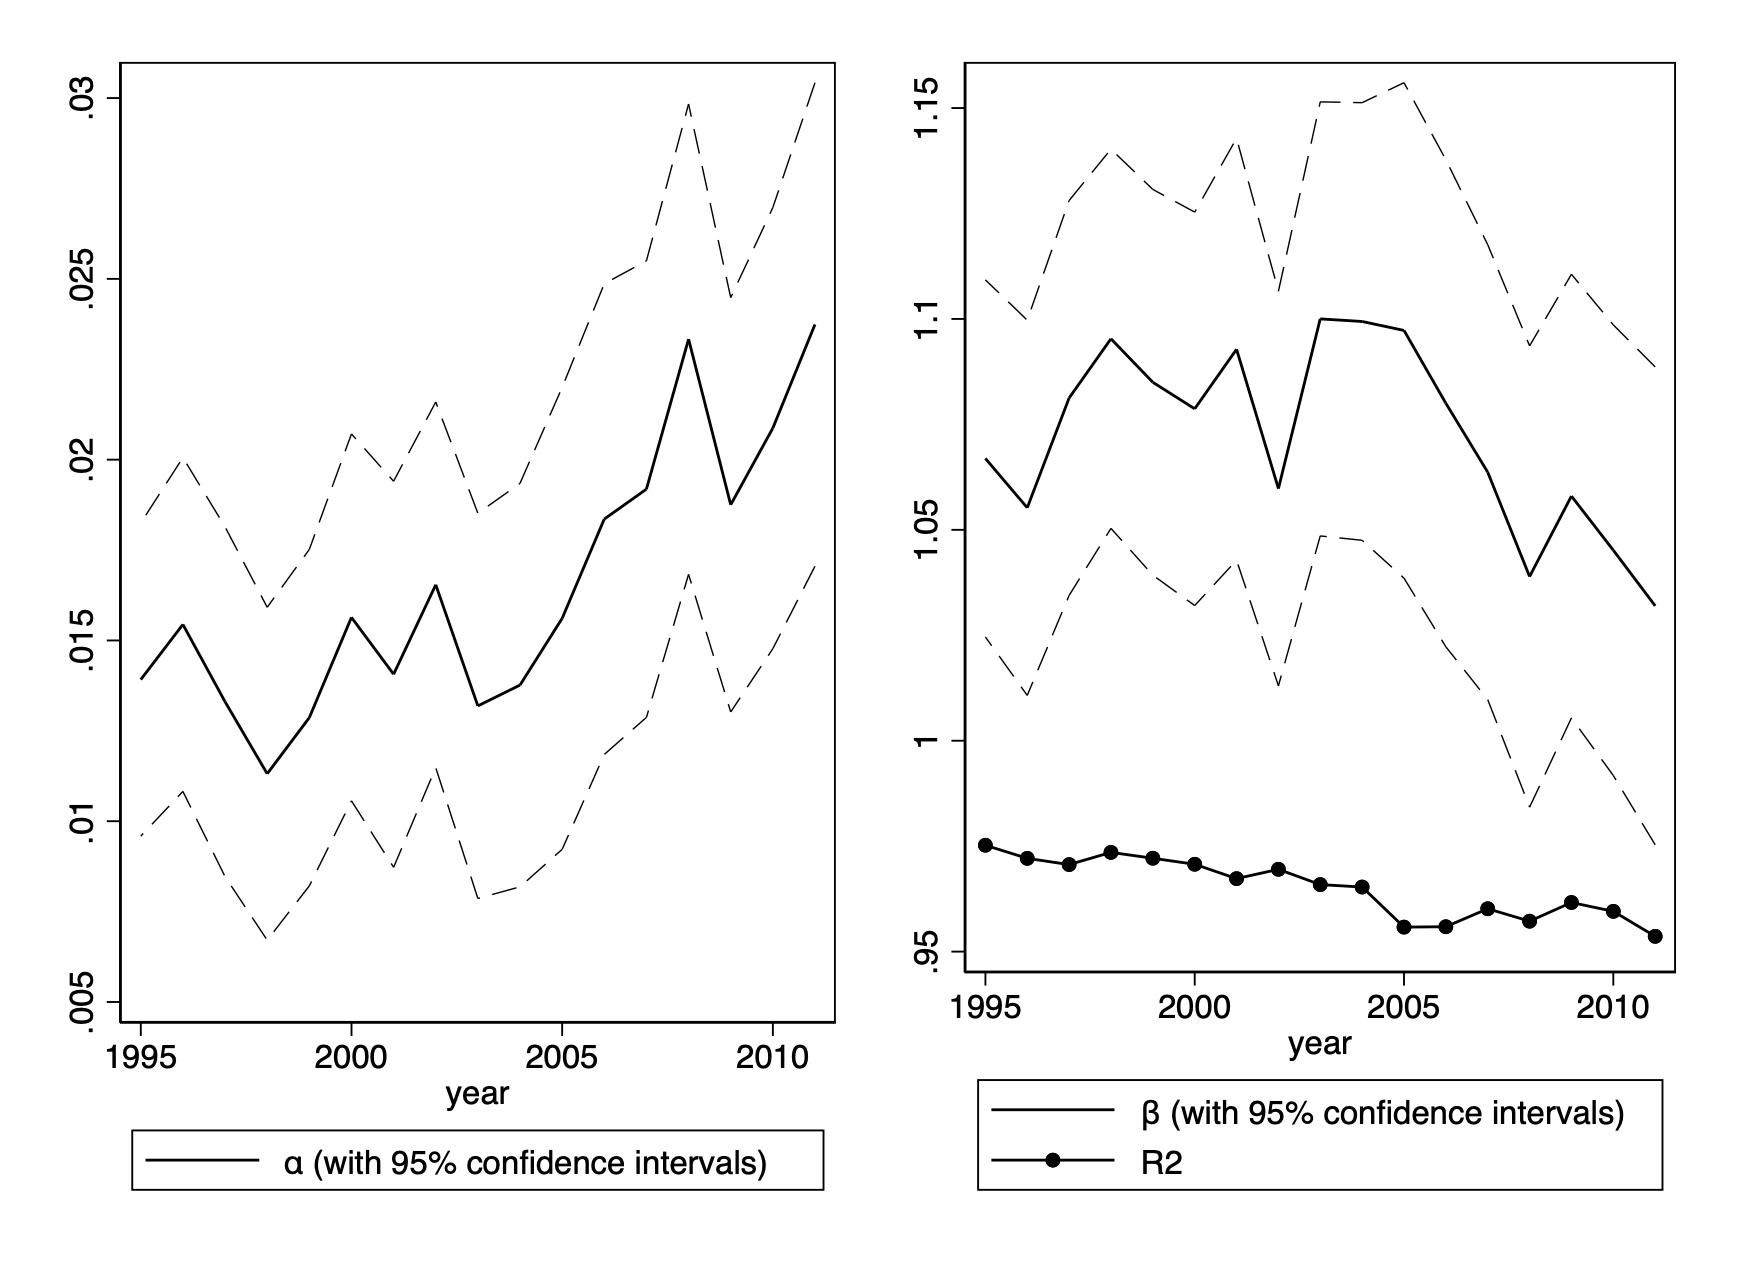 .03
.025
.02
.015
.01
.005
1995 2000 2005 2010
year
α (with 95% confidence intervals)
1.15
1.1
1.05
1
.95
1995 2000 2005 2010
year
β (with 95% confidence intervals)
R2